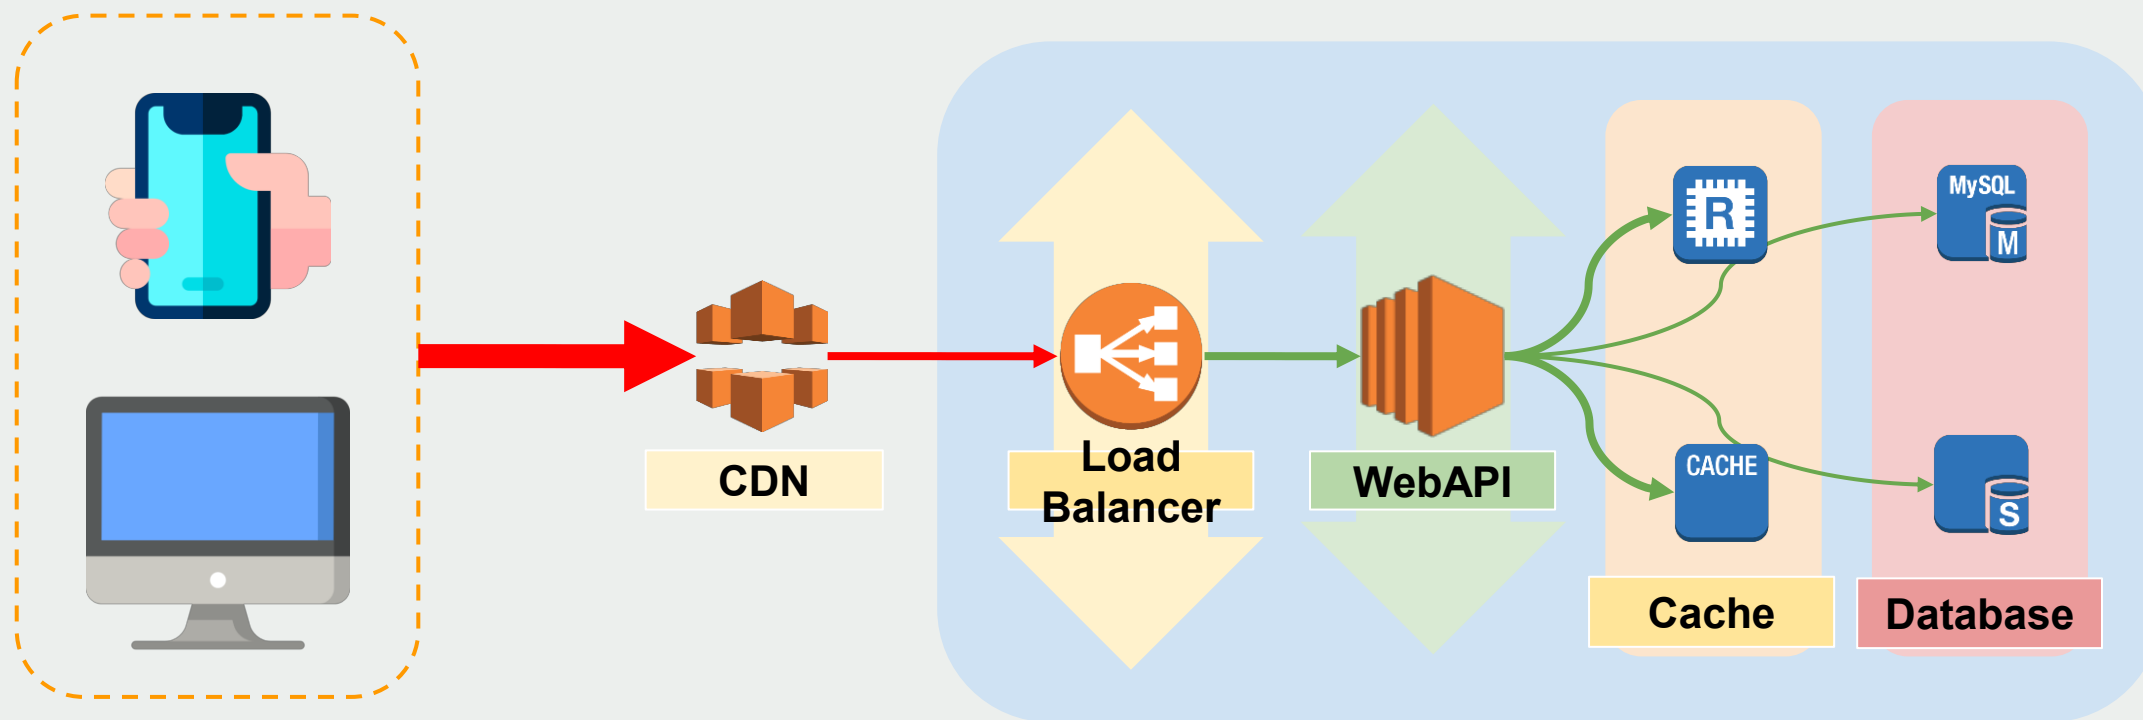 CDN
Load
Balancer
WebAPI
R
CACHE
Cache
MySQL
M
S
Database